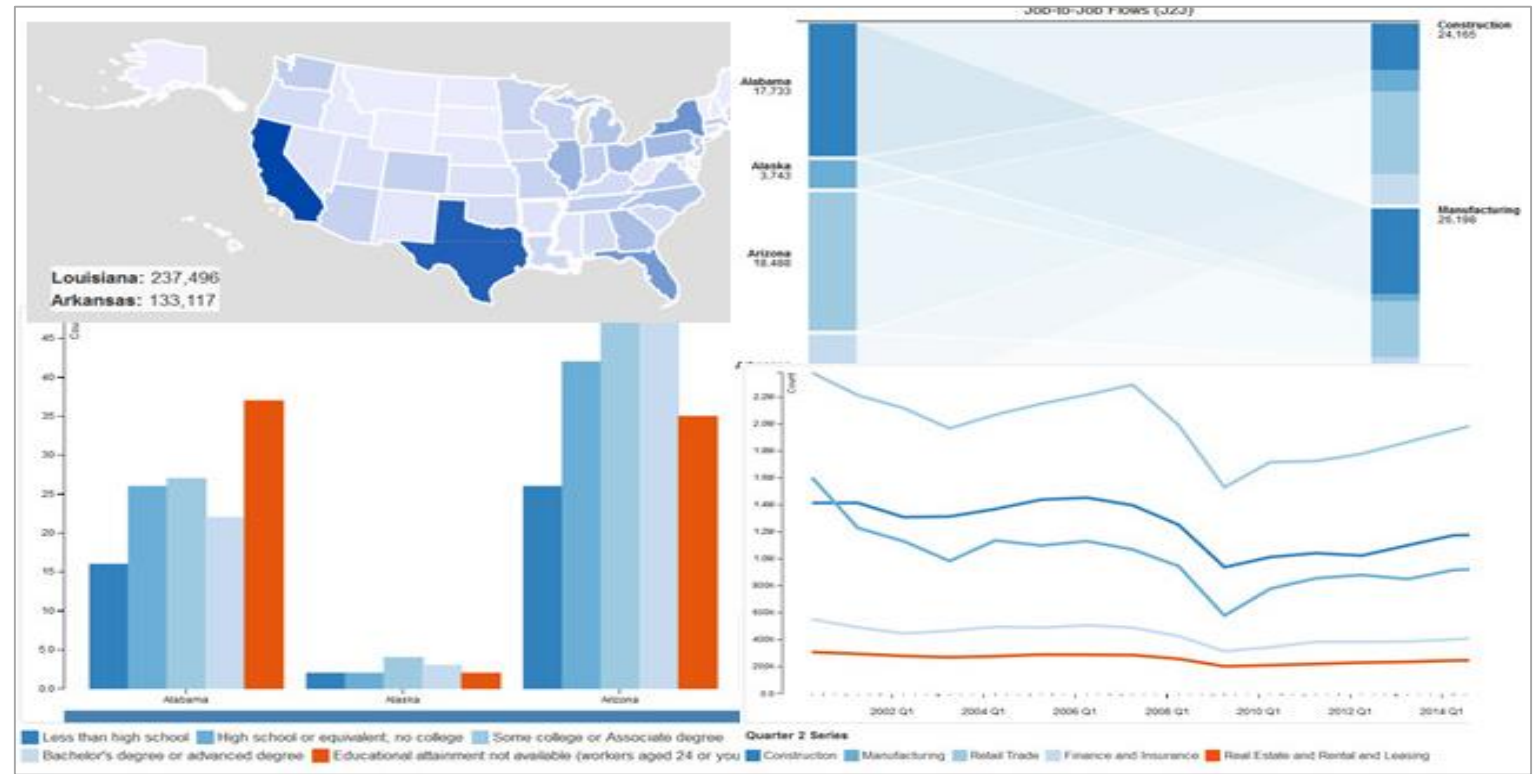 Job-to-Job Flows (J2J)
Louisiana: 237,496
Arkansas: 133,117
Alabama
17,733
Alaska
3,743
Arizona
18,488
Construction
24,165
Manufacturing
26,198
45
40
35
30
25
20
15
10
5.0
0.0
Alabama
Alaska
Arizona
Less than high school
High school or equivalent, no college
Some college or Associate degree
Bachelor's degree or advanced degree
Educational attainment not available (workers aged 24 or you
Count
2.2M
2.0M
1.8M
1.6M
1.4M
1.2M
1.0M
800k
600k
400k
200k
0.0
2002 Q1
2004 Q1
2006 Q1
2008 Q1
2010 Q1
2012 Q1
2014 Q1
Quarter 2 Series
Construction
Manufacturing
Retail Trade
Finance and Insurance
Real Estate and Rental and Leasing